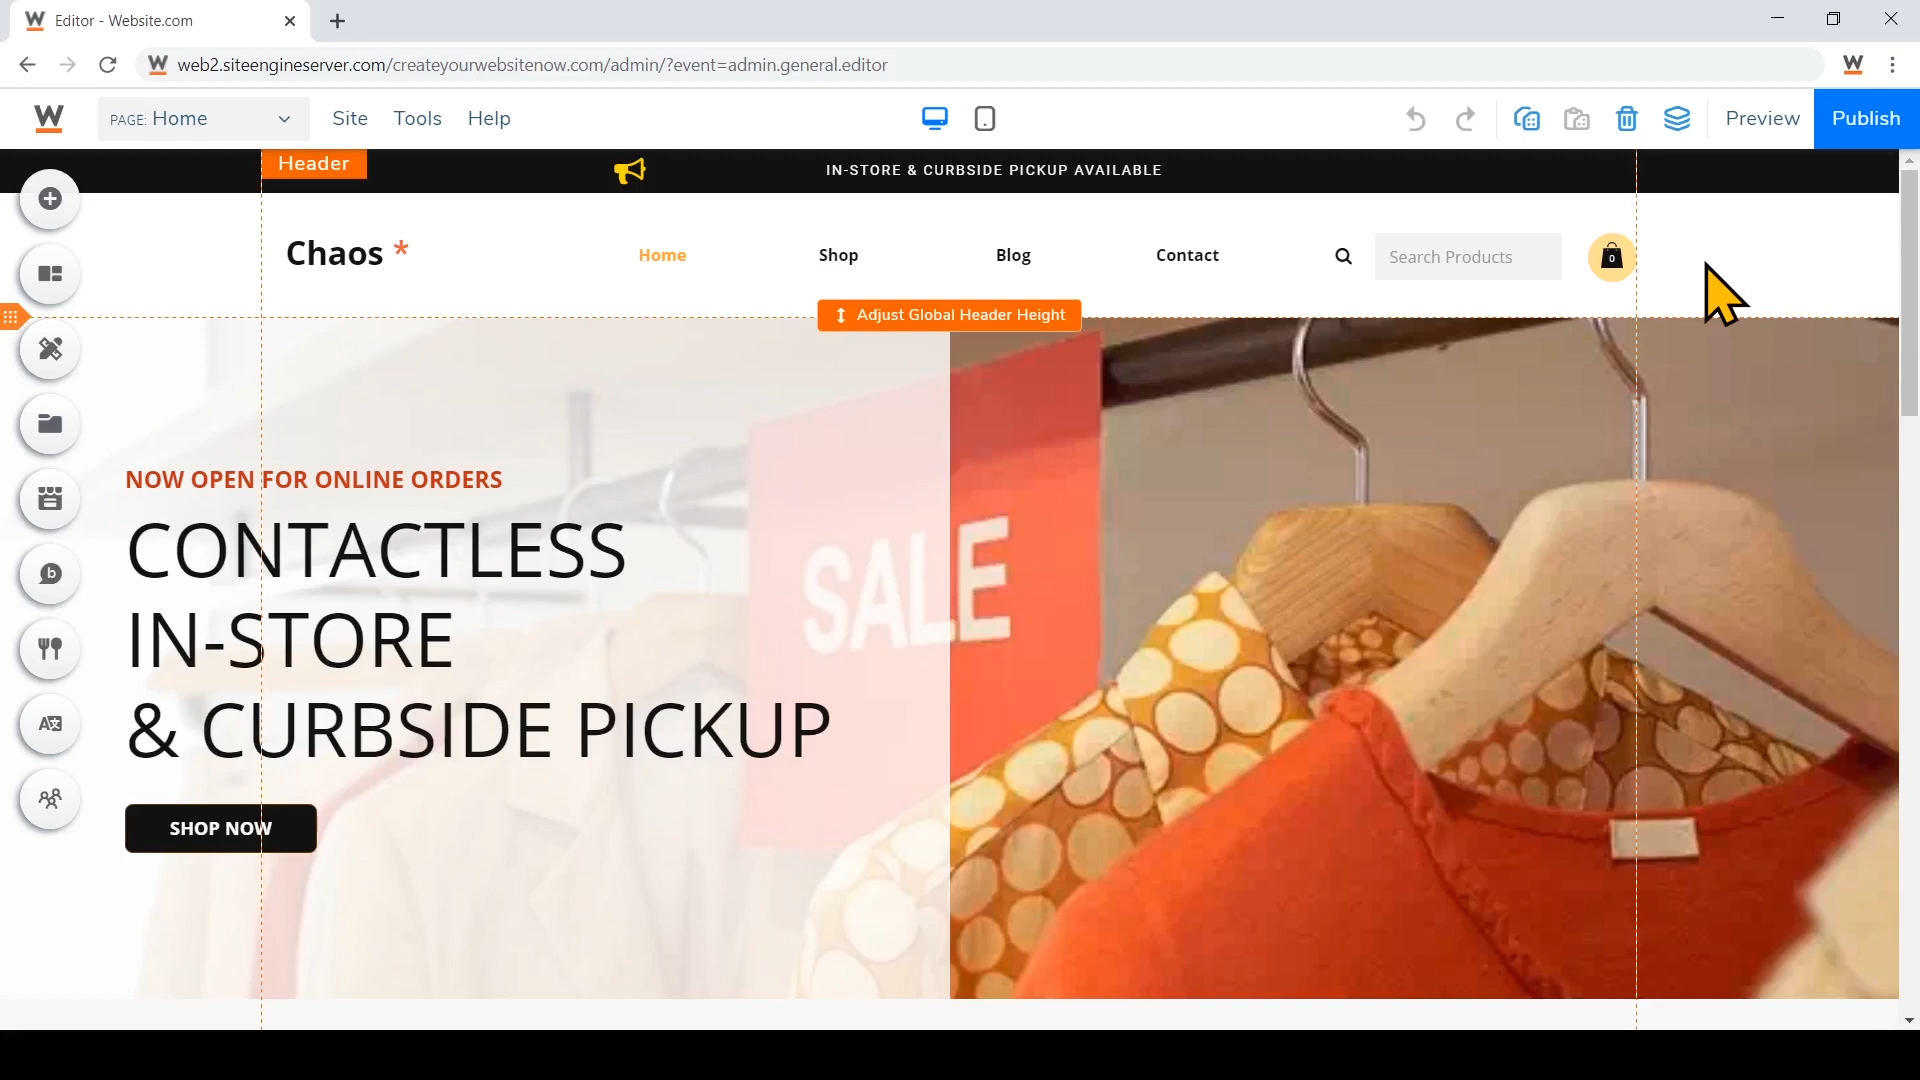 Editor - Website.com
web2.siteengineserver.com/createyourwebsitenow.com/admin/?event=admin.general.editor
PAGE: Home
Site
Tools
Help
Preview
Publish
Header
IN-STORE & CURBSIDE PICKUP AVAILABLE
Chaos *
Home
Shop
Blog
Contact
Search Products
0
Adjust Global Header Height
NOW OPEN FOR ONLINE ORDERS
CONTACTLESS
IN-STORE
& CURBSIDE PICKUP
SALE
SHOP NOW